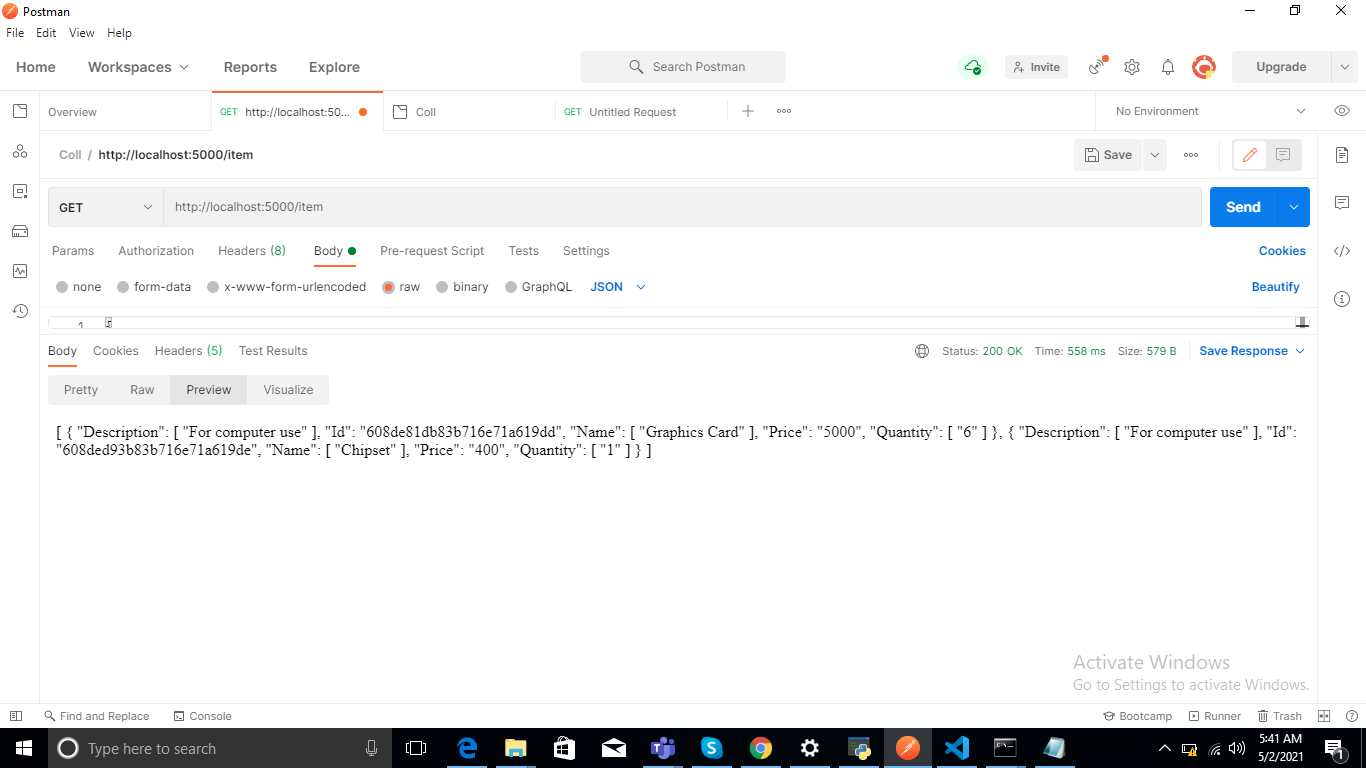 Postman
File Edit View Help
Home Workspaces Reports Explore Search Postman Invite Upgrade
Overview GET http://localhost:50... Coll GET Untitled Request No Environment
Coll / http://localhost:5000/item Save
GET http://localhost:5000/item Send
Params Authorization Headers (8) Body Pre-request Script Tests Settings Cookies
none form-data x-www-form-urlencoded raw binary GraphQL JSON Beautify
1
Body Cookies Headers (5) Test Results Status: 200 OK Time: 558 ms Size: 579 B Save Response
Pretty Raw Preview Visualize
[ { "Description": [ "For computer use" ], "Id": "608de81db83b716e71a619dd", "Name": [ "Graphics Card" ], "Price": "5000", "Quantity": [ "6" ] }, { "Description": [ "For computer use" ], "Id":
"608ded93b83b716e71a619de", "Name": [ "Chipset" ], "Price": "400", "Quantity": [ "1" ] } ]
Activate Windows
Go to Settings to activate Windows.
Find and Replace Console Bootcamp Runner Trash
Type here to search
5:41 AM
5/2/2021
1